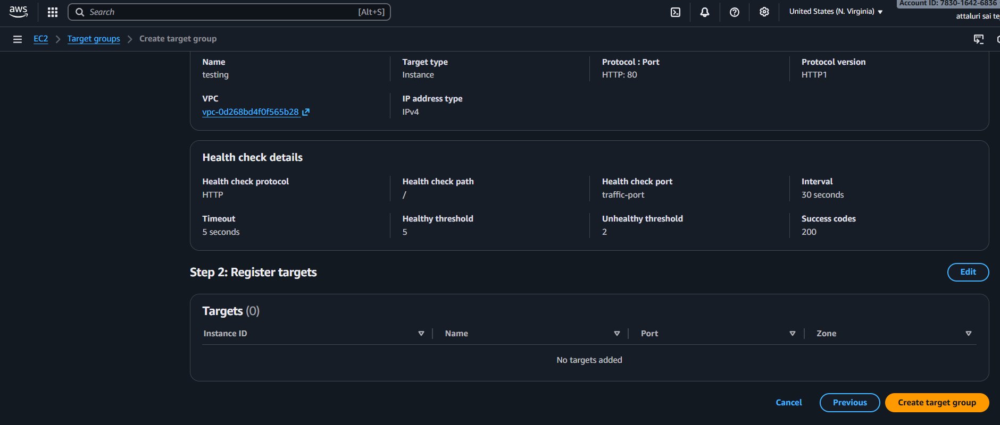 aws
Search [Alt+S]
United States (N. Virginia)
Account ID: 7830-1642-6836
attaluri sai te
EC2 > Target groups > Create target group
Name Target type Protocol : Port Protocol version
testing Instance HTTP: 80 HTTP1
VPC IP address type
vpc-0d268bd4f0f565b28 IPv4
Health check details
Health check protocol Health check path Health check port Interval
HTTP / traffic-port 30 seconds
Timeout Healthy threshold Unhealthy threshold Success codes
5 seconds 5 2 200
Step 2: Register targets Edit
Targets (0)
Instance ID Name Port Zone
No targets added
Cancel Previous Create target group